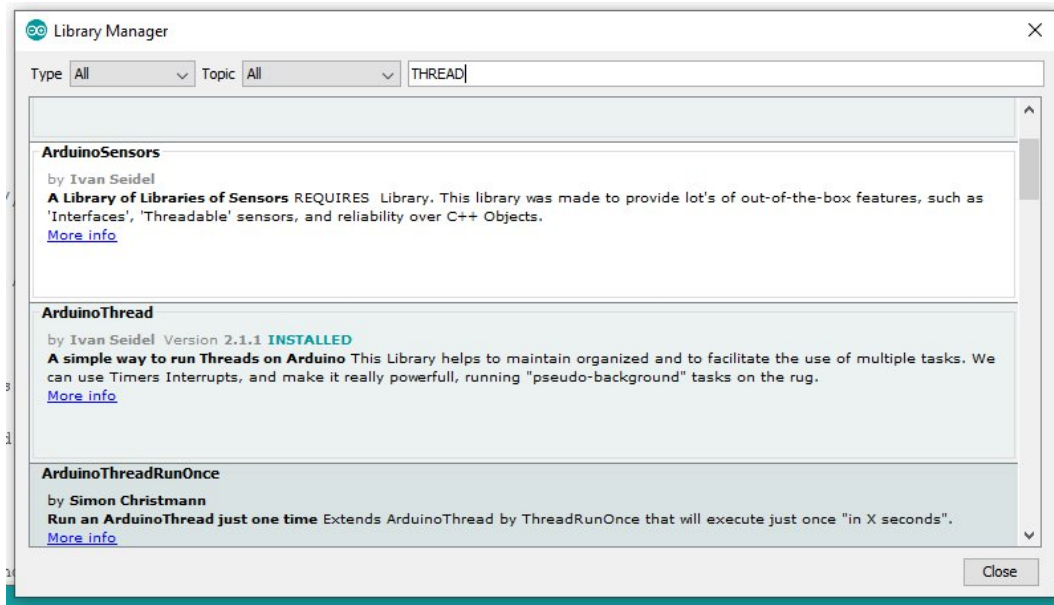 Library Manager
Type All Topic All THREAD
ArduinoSensors
by Ivan Seidel
A Library of Libraries of Sensors REQUIRES Library. This library was made to provide lot's of out-of-the-box features, such as
'Interfaces', 'Threadable' sensors, and reliability over C++ Objects.
More info
ArduinoThread
by Ivan Seidel Version 2.1.1 INSTALLED
A simple way to run Threads on Arduino This Library helps to maintain organized and to facilitate the use of multiple tasks. We
can use Timers Interrupts, and make it really powerfull, running "pseudo-background" tasks on the rug.
More info
ArduinoThreadRunOnce
by Simon Christmann
Run an ArduinoThread just one time Extends ArduinoThread by ThreadRunOnce that will execute just once "in X seconds".
More info
Close